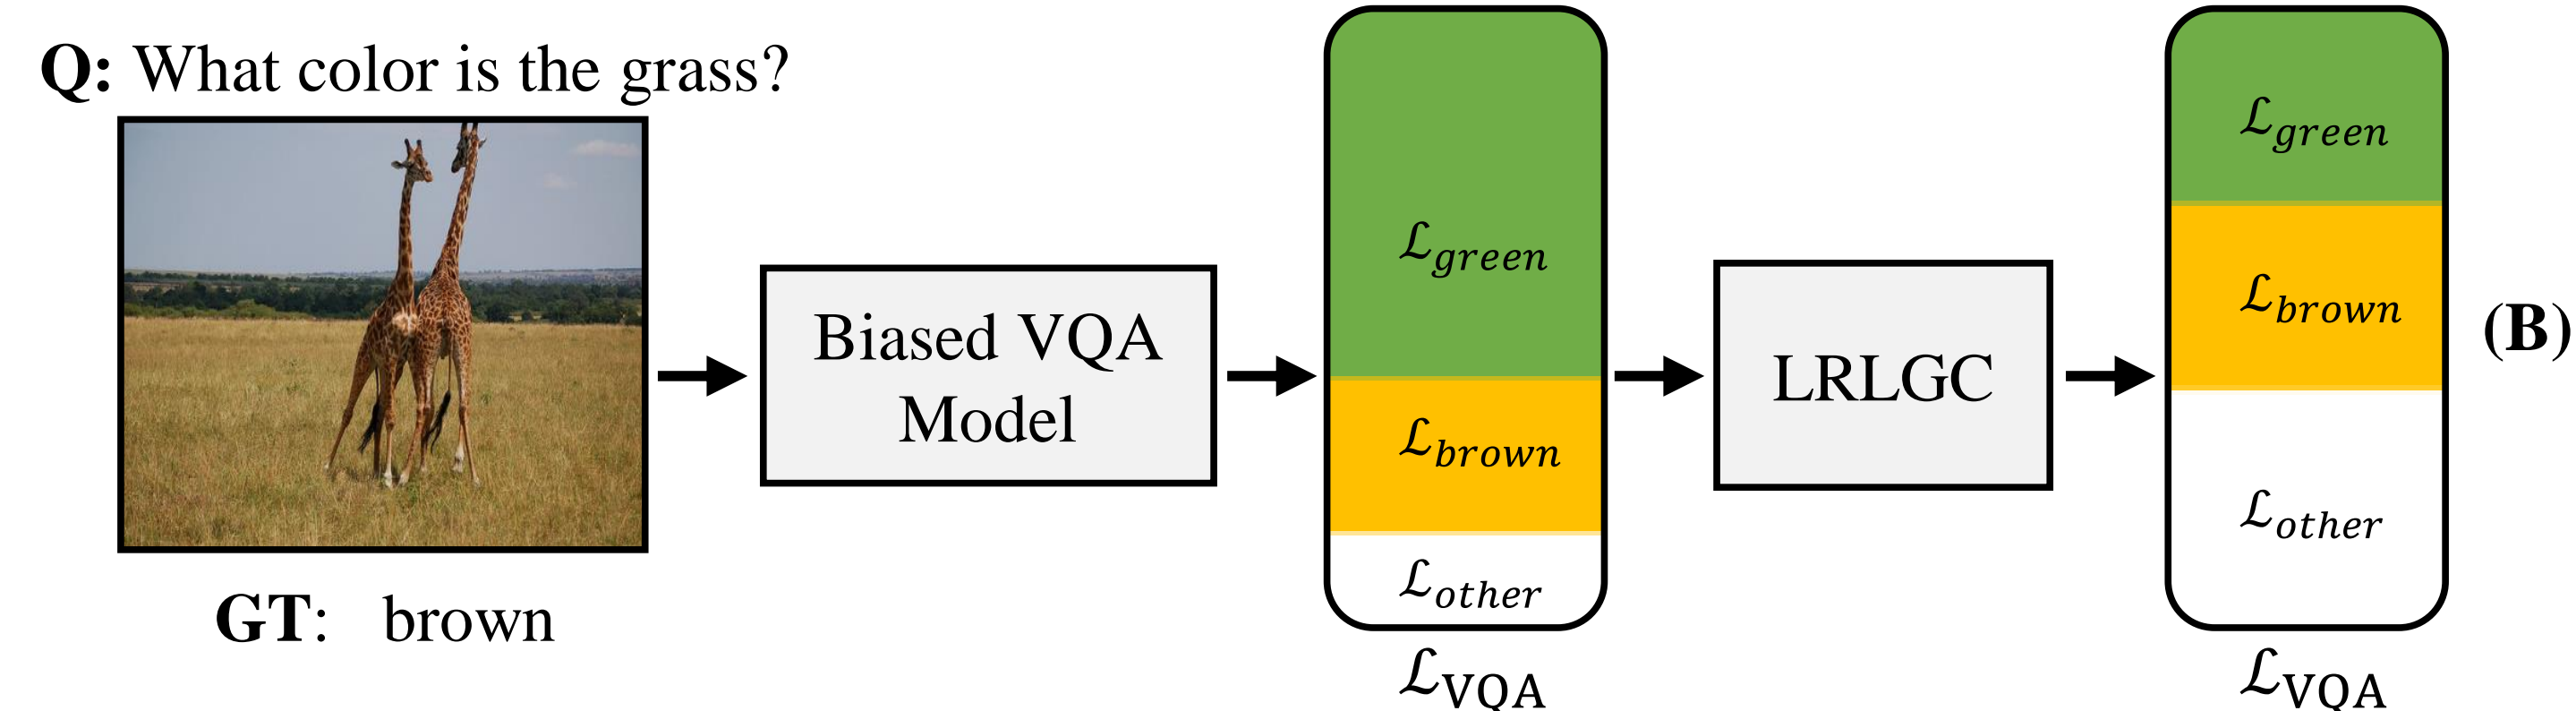 Q: What color is the grass?
GT: brown
Biased VQA
Model
ℒgreen
ℒbrown
ℒother
ℒVQA
LRLGC
ℒgreen
ℒbrown
ℒother
ℒVQA
(B)